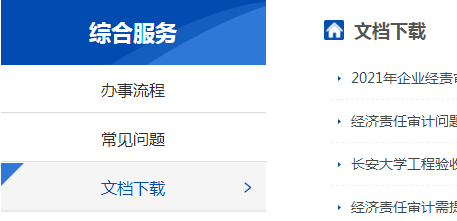 综合服务
办事流程
常见问题
文档下载
文档下载
2021年企业经责审
经济责任审计问题
长安大学工程验收
经济责任审计需提